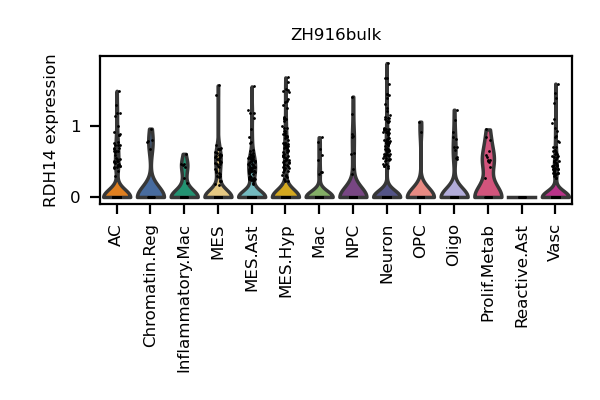 ZH916bulk
RDH14 expression
1
0
AC
Chromatin.Reg
Inflammatory.Mac
MES
MES.Ast
MES.Hyp
Mac
NPC
Neuron
OPC
Oligo
Prolif.Metab
Reactive.Ast
Vasc